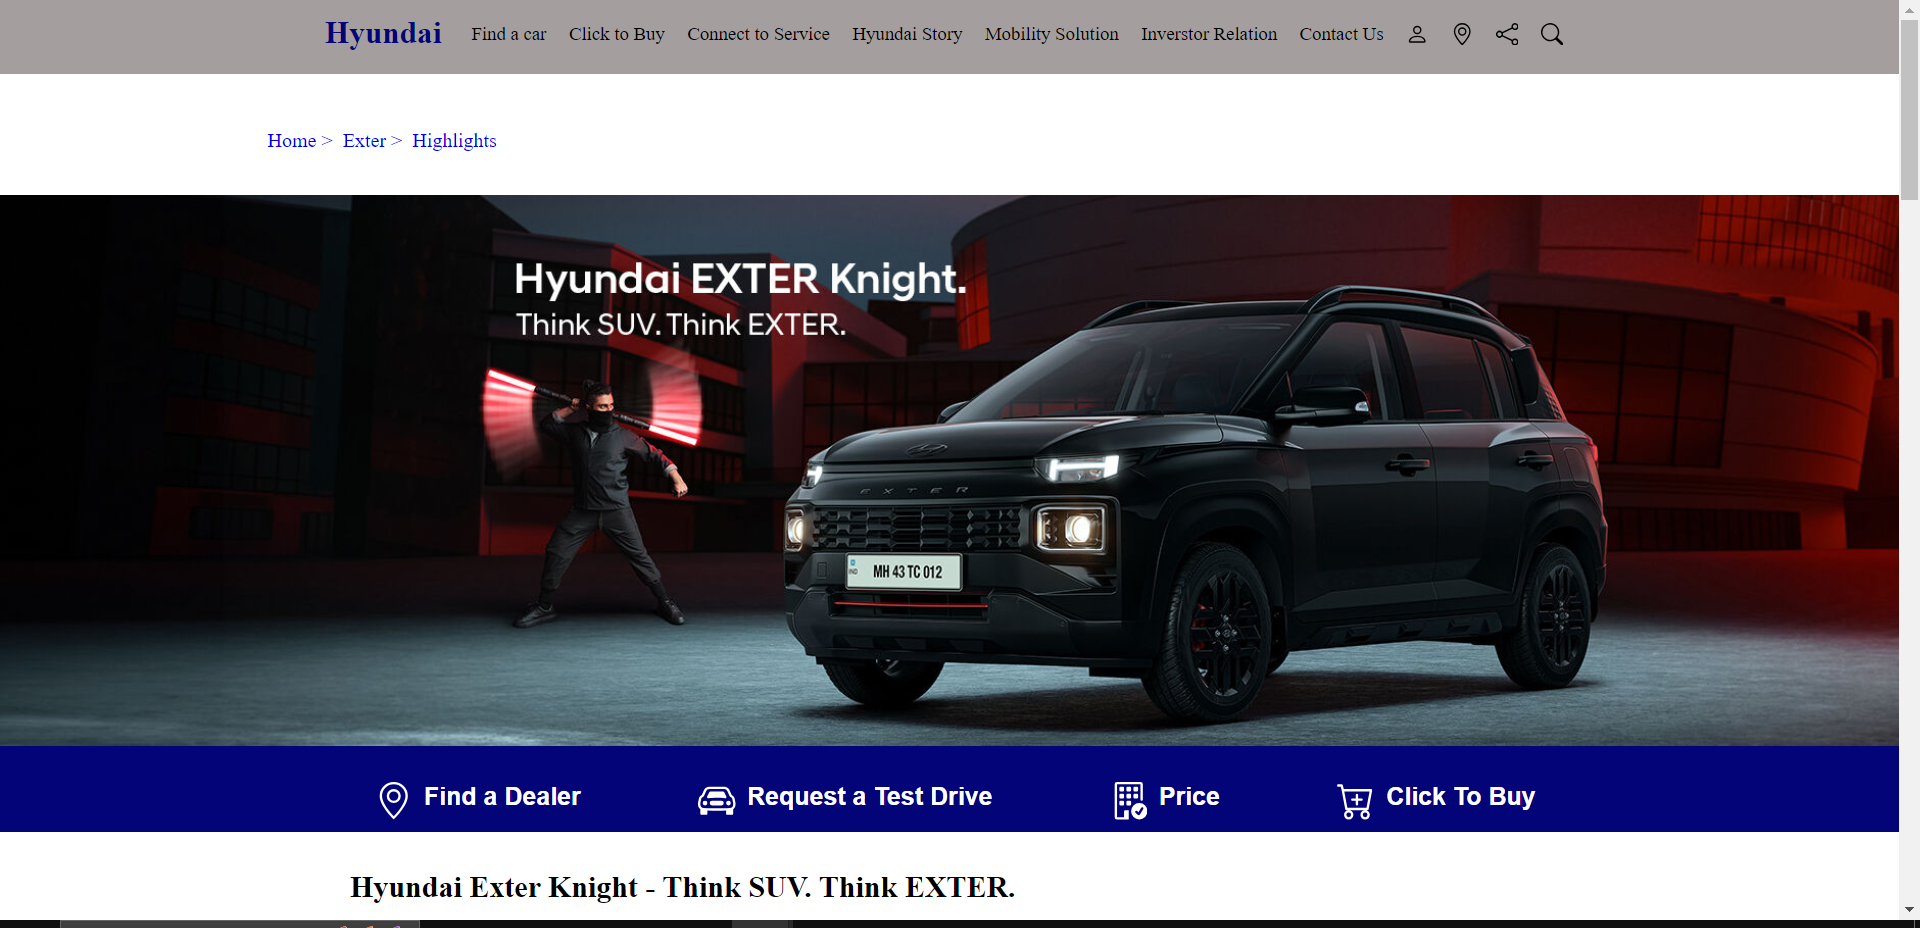 Hyundai Find a car Click to Buy Connect to Service Hyundai Story Mobility Solution Inverstor Relation Contact Us
Home > Exter > Highlights
Hyundai EXTER Knight.
Think SUV. Think EXTER.
EXTER
IND
MH 43 TC 012
Find a Dealer Request a Test Drive Price Click To Buy
Hyundai Exter Knight - Think SUV. Think EXTER.